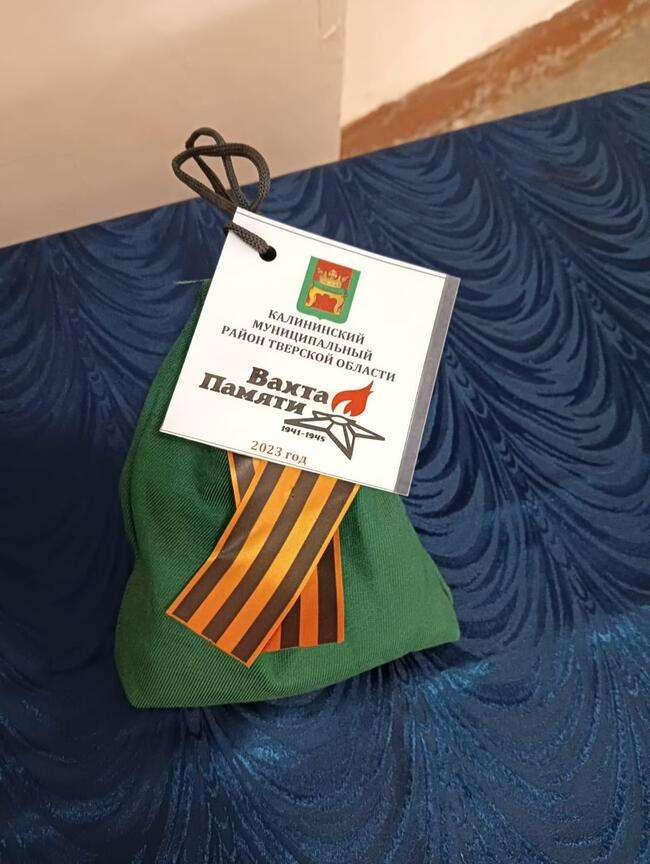 КАЛИНИНСКИЙ
МУНИЦИПАЛЬНЫЙ
РАЙОН ТВЕРСКОЙ ОБЛАСТИ
Вахта
Памяти
1941-1945
2023 год